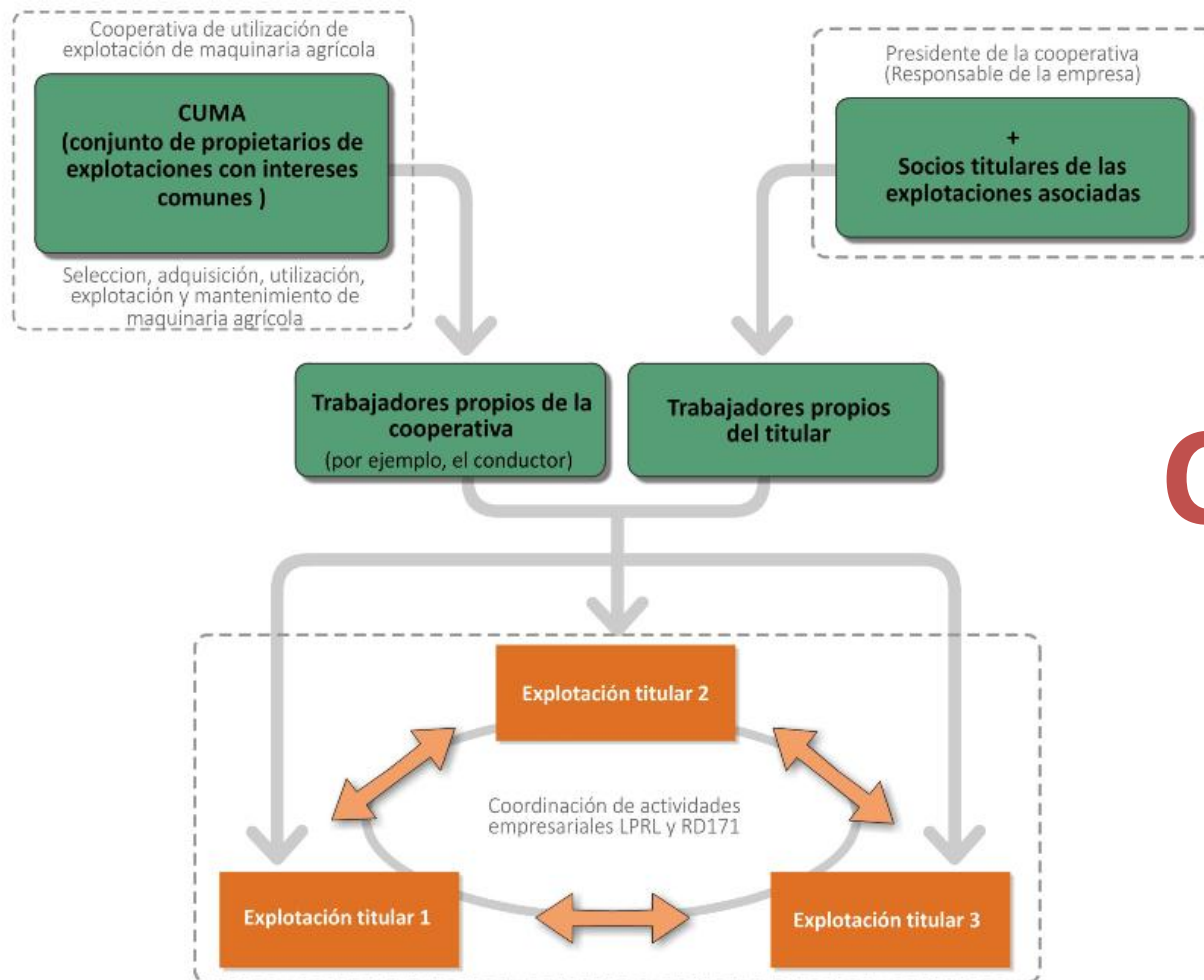 Cooperativa de utilización de
explotación de maquinaria agrícola
CUMA
(conjunto de propietarios de
explotaciones con intereses
comunes )
Seleccion, adquisición, utilización,
explotación y mantenimiento de
maquinaria agrícola
Presidente de la cooperativa
(Responsable de la empresa)
+
Socios titulares de las
explotaciones asociadas
Trabajadores propios de la
cooperativa
(por ejemplo, el conductor)
Trabajadores propios
del titular
Explotación titular 2
Coordinación de actividades
empresariales LPRL y RD171
Explotación titular 1
Explotación titular 3